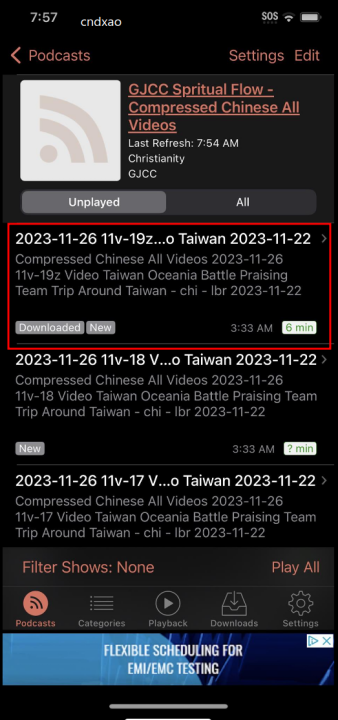 7:57 cndxao SOS
Podcasts Settings Edit
GJCC Spritual Flow -
Compressed Chinese All
Videos
Last Refresh: 7:54 AM
Christianity
GJCC
Unplayed All
2023-11-26 11v-19z...o Taiwan 2023-11-22
Compressed Chinese All Videos 2023-11-26
11v-19z Video Taiwan Oceania Battle Praising
Team Trip Around Taiwan - chi - lbr 2023-11-22
Downloaded New 3:33 AM 6 min
2023-11-26 11v-18 V...o Taiwan 2023-11-22
Compressed Chinese All Videos 2023-11-26
11v-18 Video Taiwan Oceania Battle Praising Team
Trip Around Taiwan - chi - lbr 2023-11-22
New 3:33 AM ? min
2023-11-26 11v-17 V...o Taiwan 2023-11-22
Compressed Chinese All Videos 2023-11-26
11v-17 Video Taiwan Oceania Battle Praising Team
Trip Around Taiwan - chi - lbr 2023-11-22
Filter Shows: None Play All
Podcasts Categories Playback Downloads Settings
FLEXIBLE SCHEDULING FOR
EMI/EMC TESTING